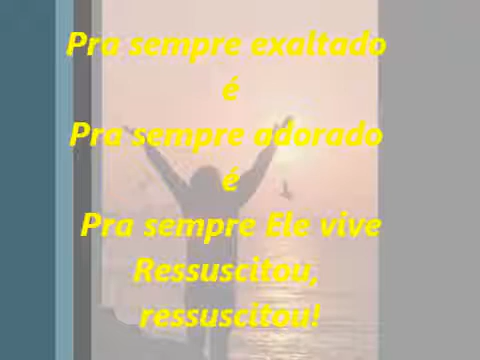 Pra sempre exaltado
é
Pra sempre adorado
é
Pra sempre Ele vive
Ressuscitou,
ressuscitou!